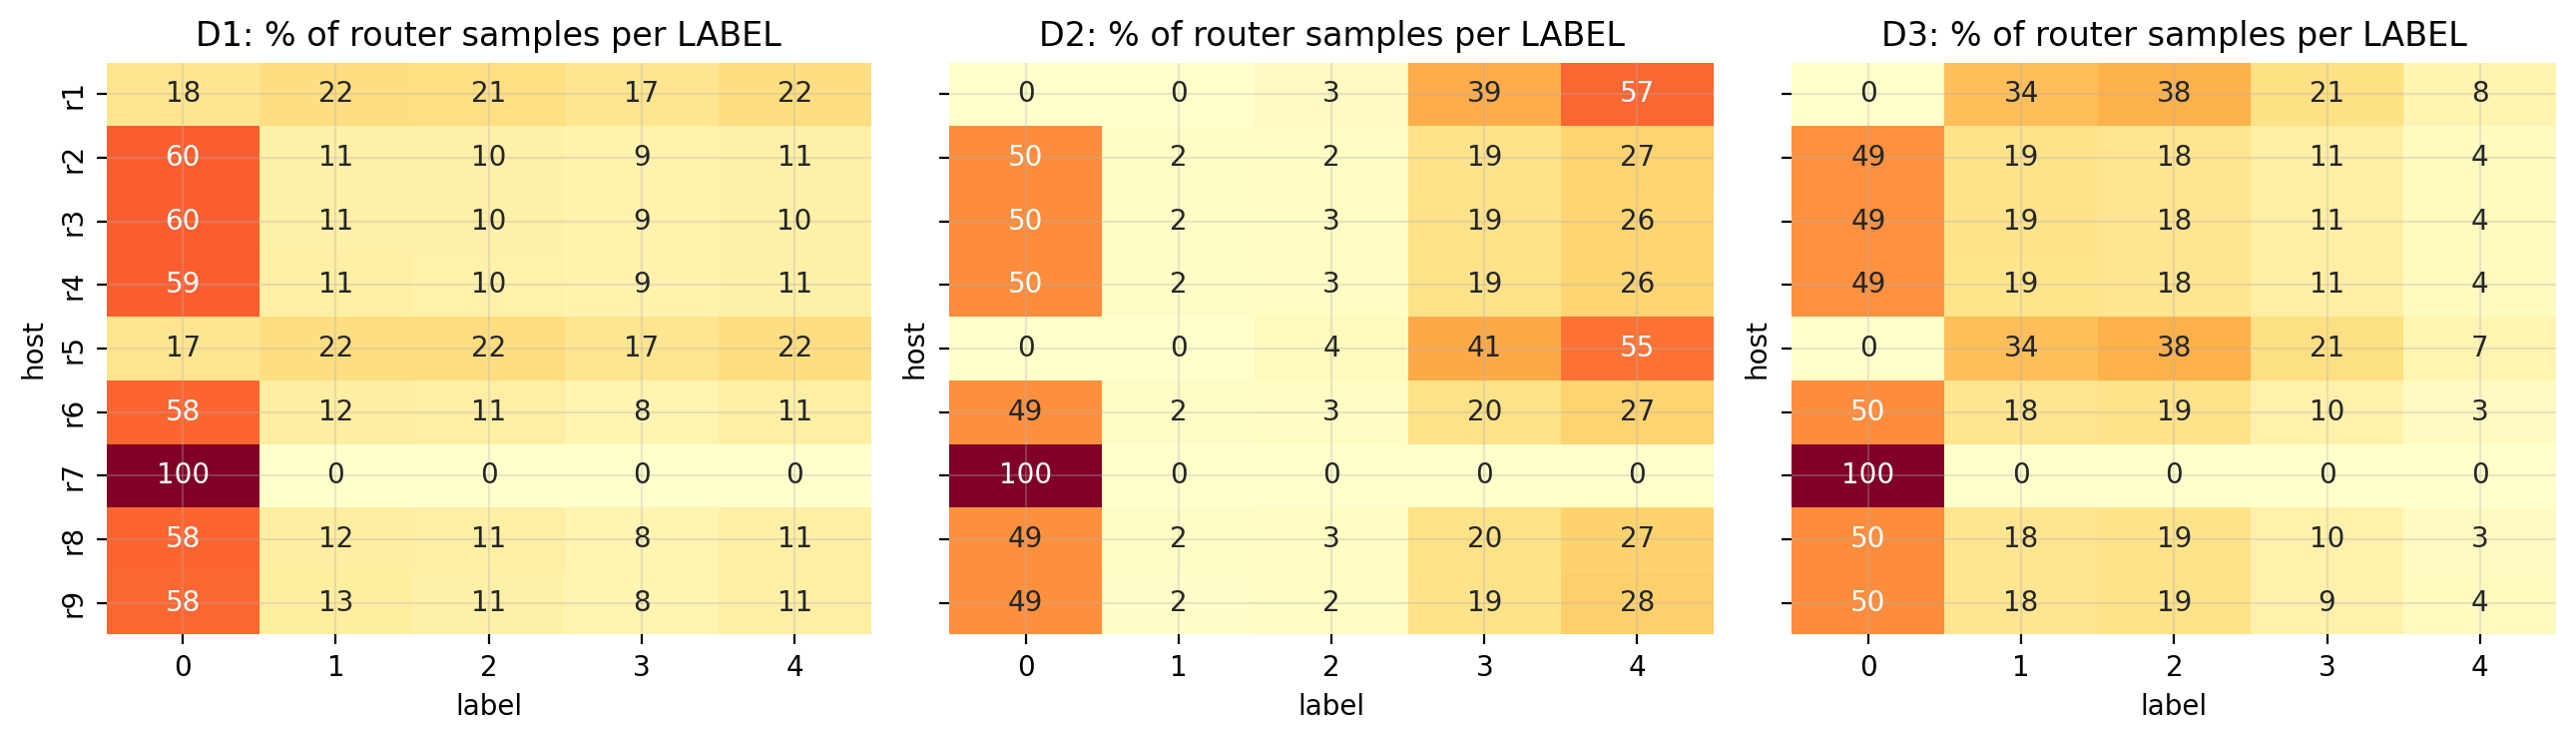 D1: % of router samples per LABEL
r1 18 22 21 17 22
r2 60 11 10 9 11
r3 60 11 10 9 10
r4 59 11 10 9 11
r5 17 22 22 17 22
r6 58 12 11 8 11
r7 100 0 0 0 0
r8 58 12 11 8 11
r9 58 13 11 8 11
host
0 1 2 3 4
label
D2: % of router samples per LABEL
0 0 3 39 57
50 2 2 19 27
50 2 3 19 26
50 2 3 19 26
0 0 4 41 55
49 2 3 20 27
100 0 0 0 0
49 2 3 20 27
49 2 2 19 28
host
0 1 2 3 4
label
D3: % of router samples per LABEL
0 34 38 21 8
49 19 18 11 4
49 19 18 11 4
49 19 18 11 4
0 34 38 21 7
50 18 19 10 3
100 0 0 0 0
50 18 19 10 3
50 18 19 9 4
host
0 1 2 3 4
label